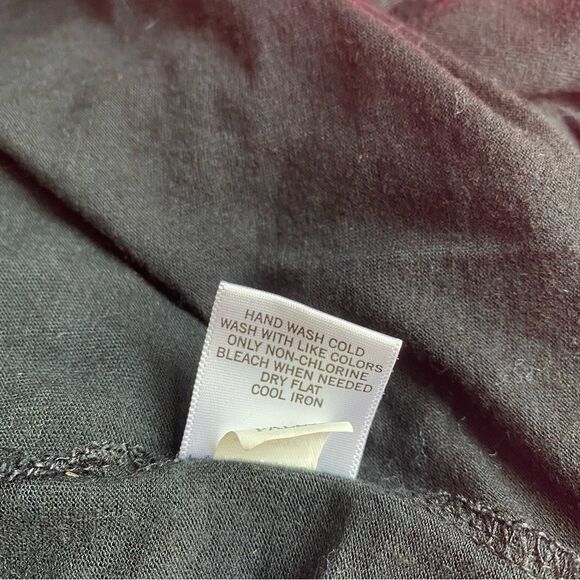 HAND WASH COLD
WASH WITH LIKE COLORS
ONLY NON-CHLORINE
BLEACH WHEN NEEDED
DRY FLAT
COOL IRON